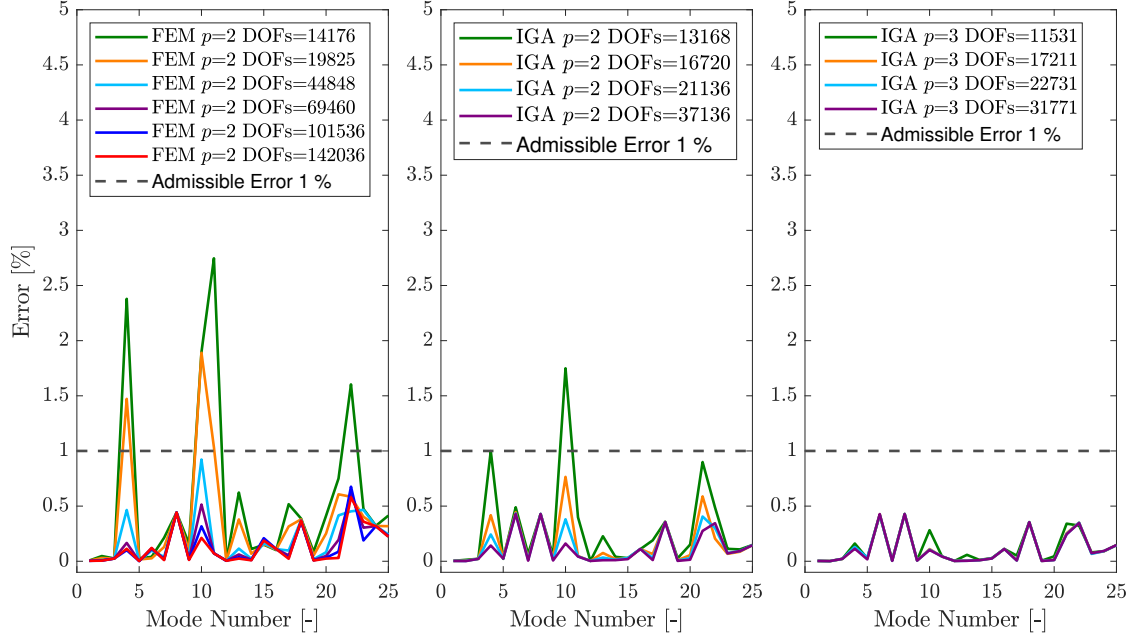 Error [%]
5
4.5
4
3.5
3
2.5
2
1.5
1
0.5
0
FEM p=2 DOFs=14176
FEM p=2 DOFs=19825
FEM p=2 DOFs=44848
FEM p=2 DOFs=69460
FEM p=2 DOFs=101536
FEM p=2 DOFs=142036
Admissible Error 1 %
0 5 10 15 20 25
Mode Number [-]
5
4.5
4
3.5
3
2.5
2
1.5
1
0.5
0
IGA p=2 DOFs=13168
IGA p=2 DOFs=16720
IGA p=2 DOFs=21136
IGA p=2 DOFs=37136
Admissible Error 1 %
0 5 10 15 20 25
Mode Number [-]
5
4.5
4
3.5
3
2.5
2
1.5
1
0.5
0
IGA p=3 DOFs=11531
IGA p=3 DOFs=17211
IGA p=3 DOFs=22731
IGA p=3 DOFs=31771
Admissible Error 1 %
0 5 10 15 20 25
Mode Number [-]